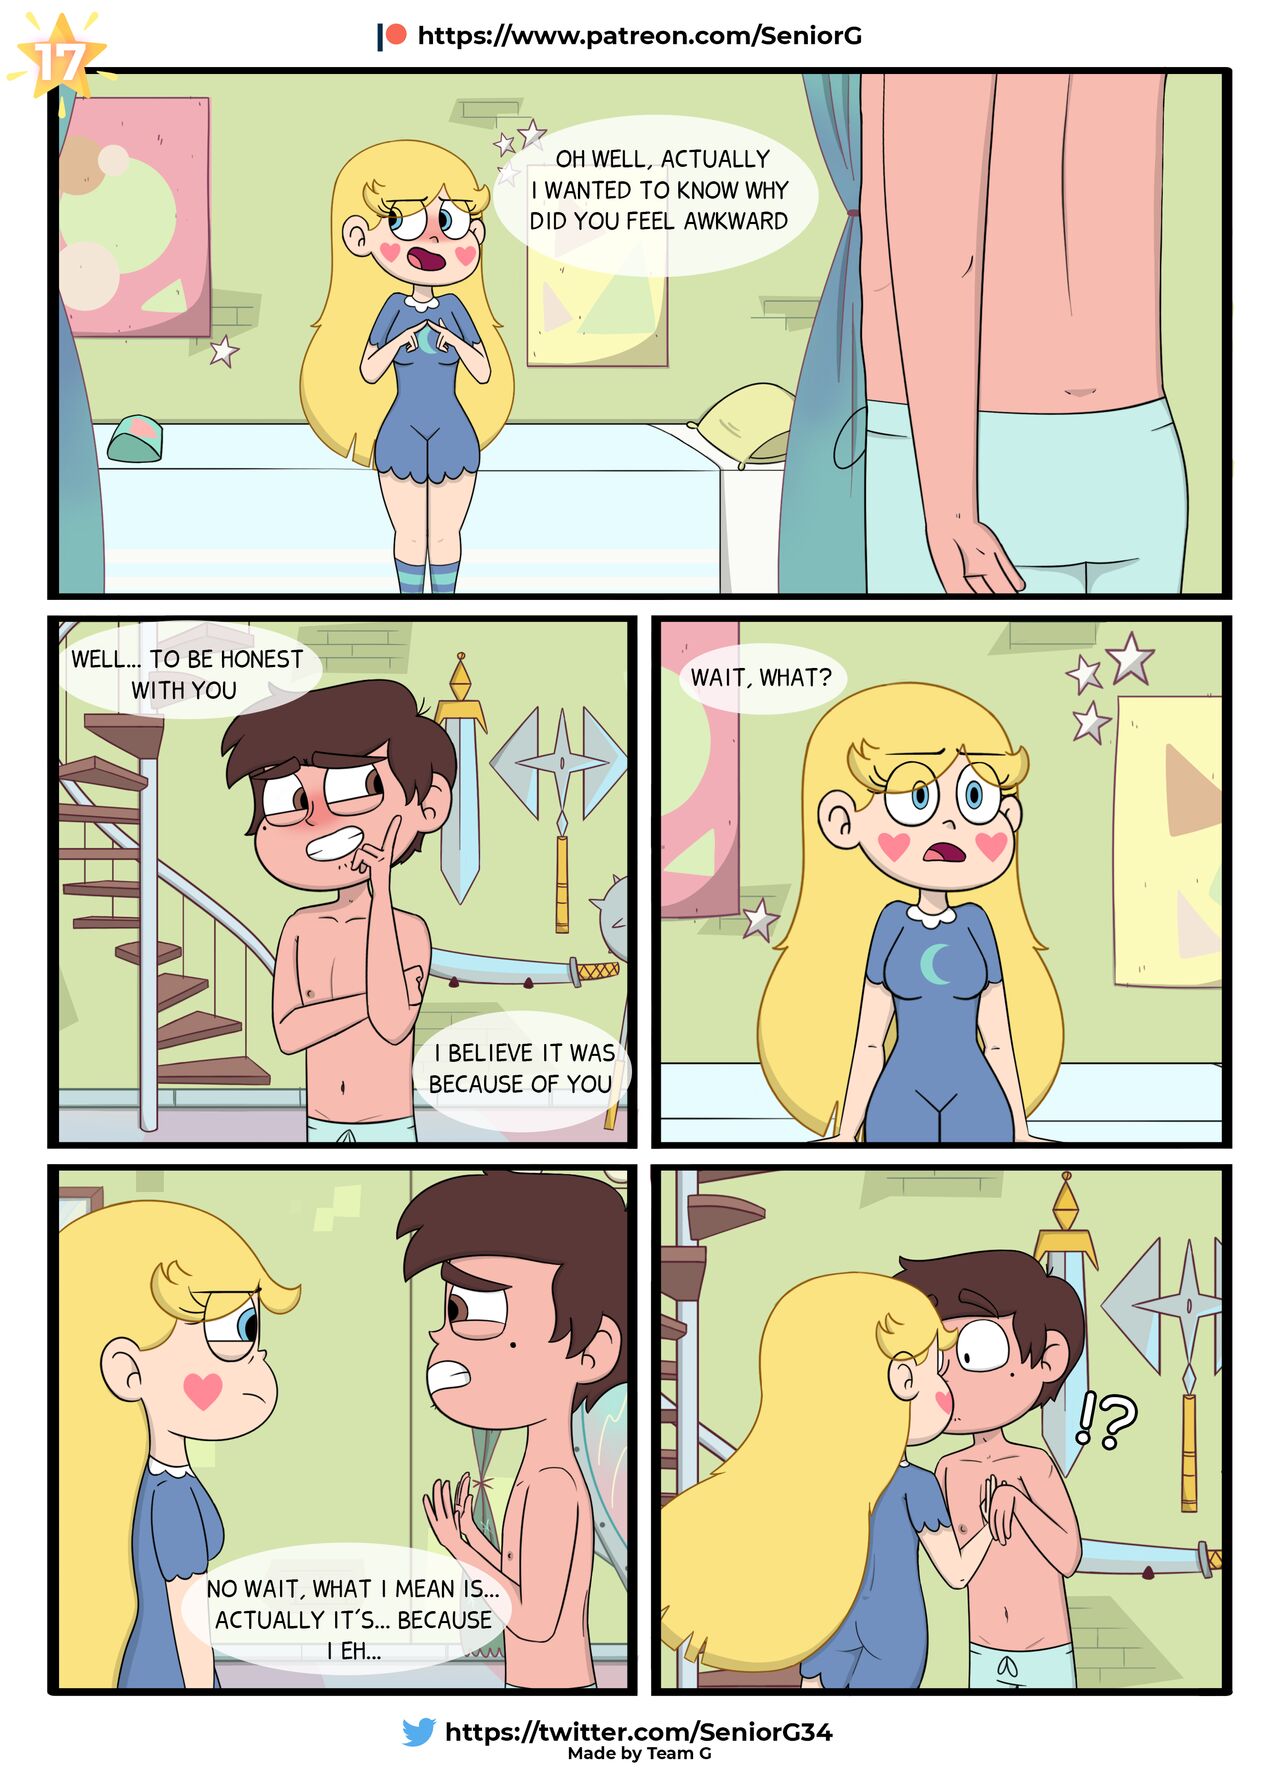 17
https://www.patreon.com/SeniorG
OH WELL, ACTUALLY
I WANTED TO KNOW WHY
DID YOU FEEL AWKWARD
WELL... TO BE HONEST
WITH YOU
I BELIEVE IT WAS
BECAUSE OF YOU
WAIT, WHAT?
NO WAIT, WHAT I MEAN IS...
ACTUALLY IT'S... BECAUSE
I EH...
!?
https://twitter.com/SeniorG34
Made by Team G